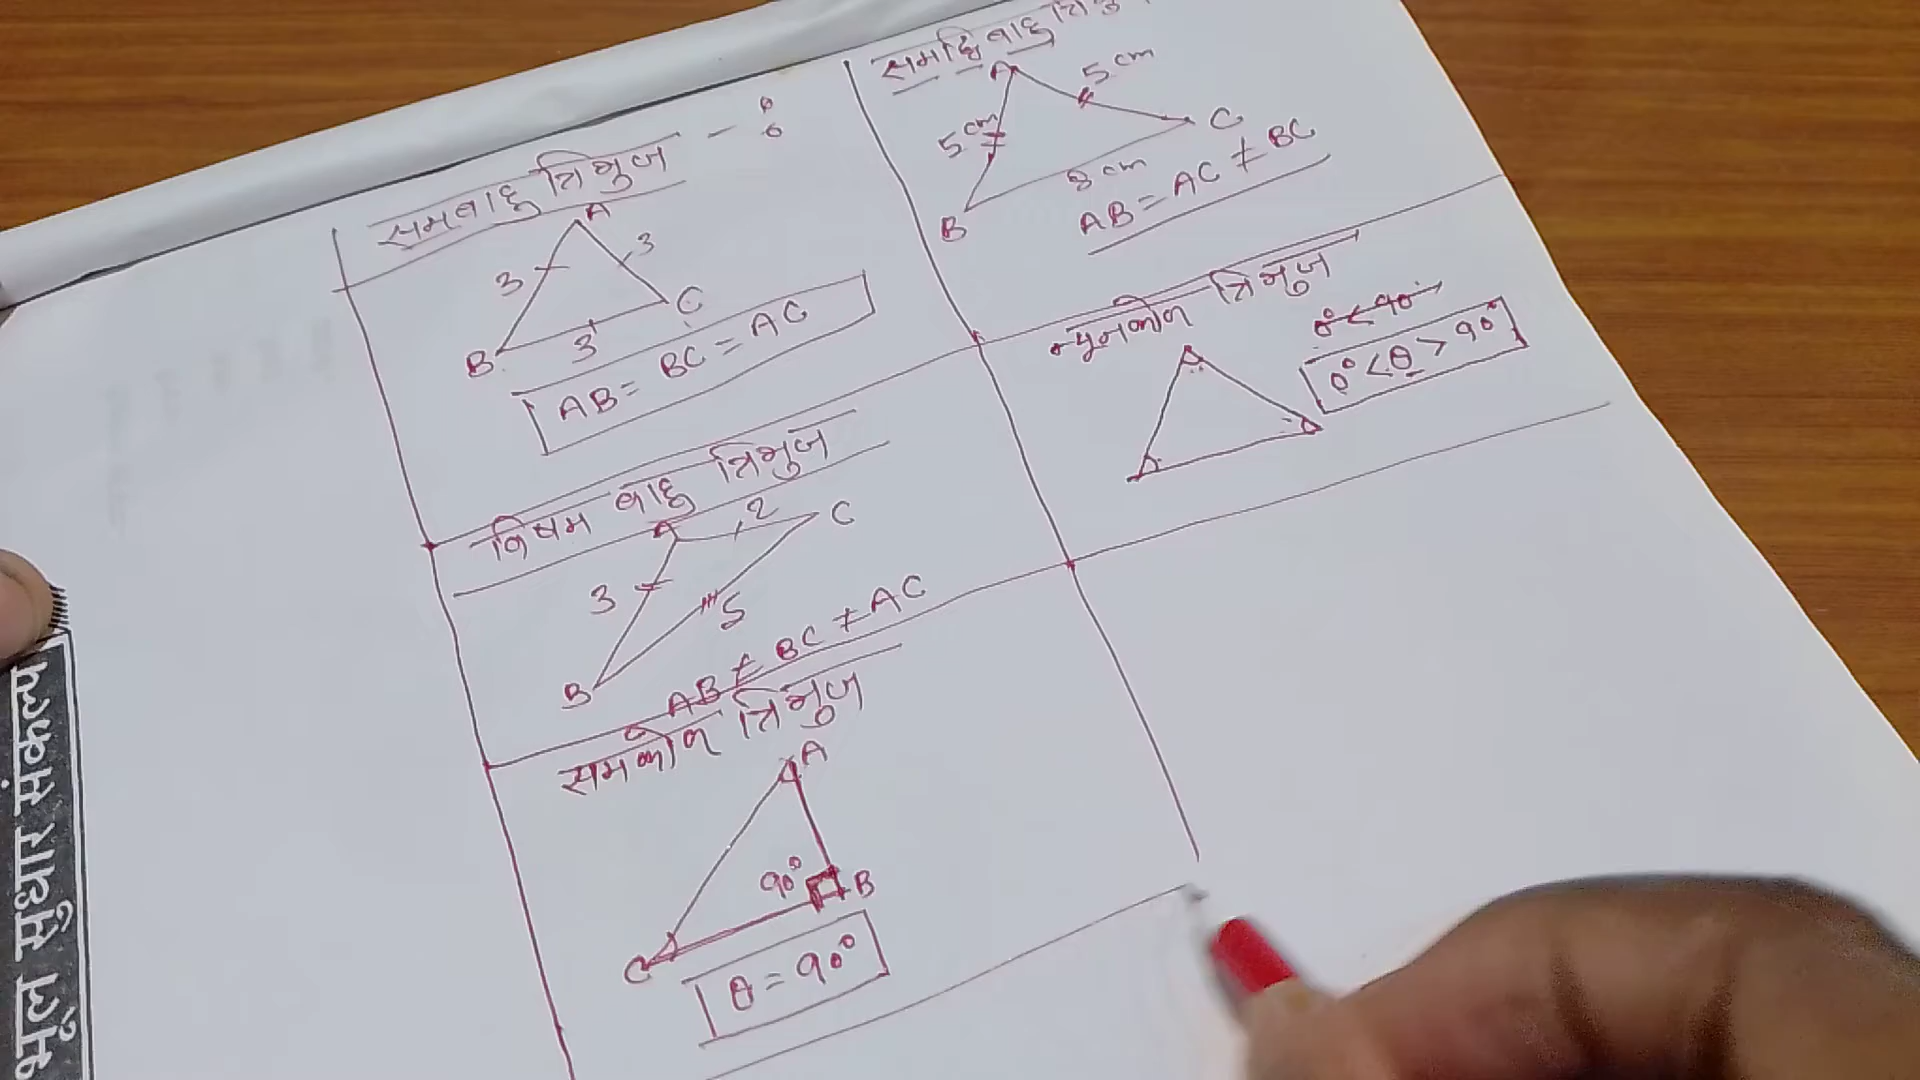 समबाहु त्रिभुज - :
A
3
3
B
3
C
AB = BC = AC
समद्विबाहु
A
5 cm
5 cm
C
8 cm
B
AB = AC ≠ BC
विषम बाहु त्रिभुज
A
2
C
3
5
B
AB ≠ BC ≠ AC
न्यूनकोण त्रिभुज
0° < 90°
0° < θ > 90°
समकोण त्रिभुज
A
90°
B
C
θ = 90°
भूल सुधार संकल्प